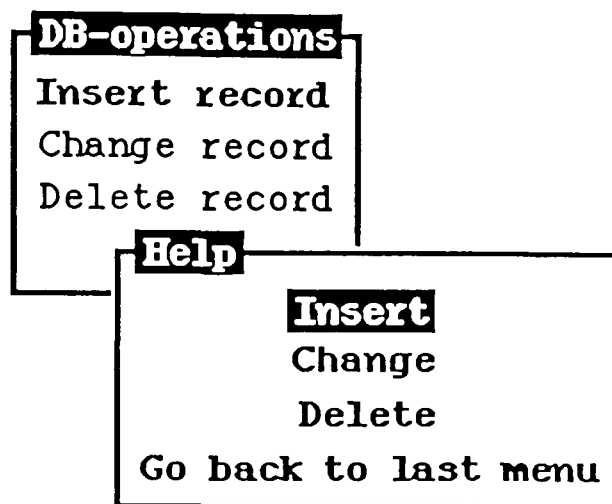 DB-operations
Insert record
Change record
Delete record
Help
Insert
Change
Delete
Go back to last menu